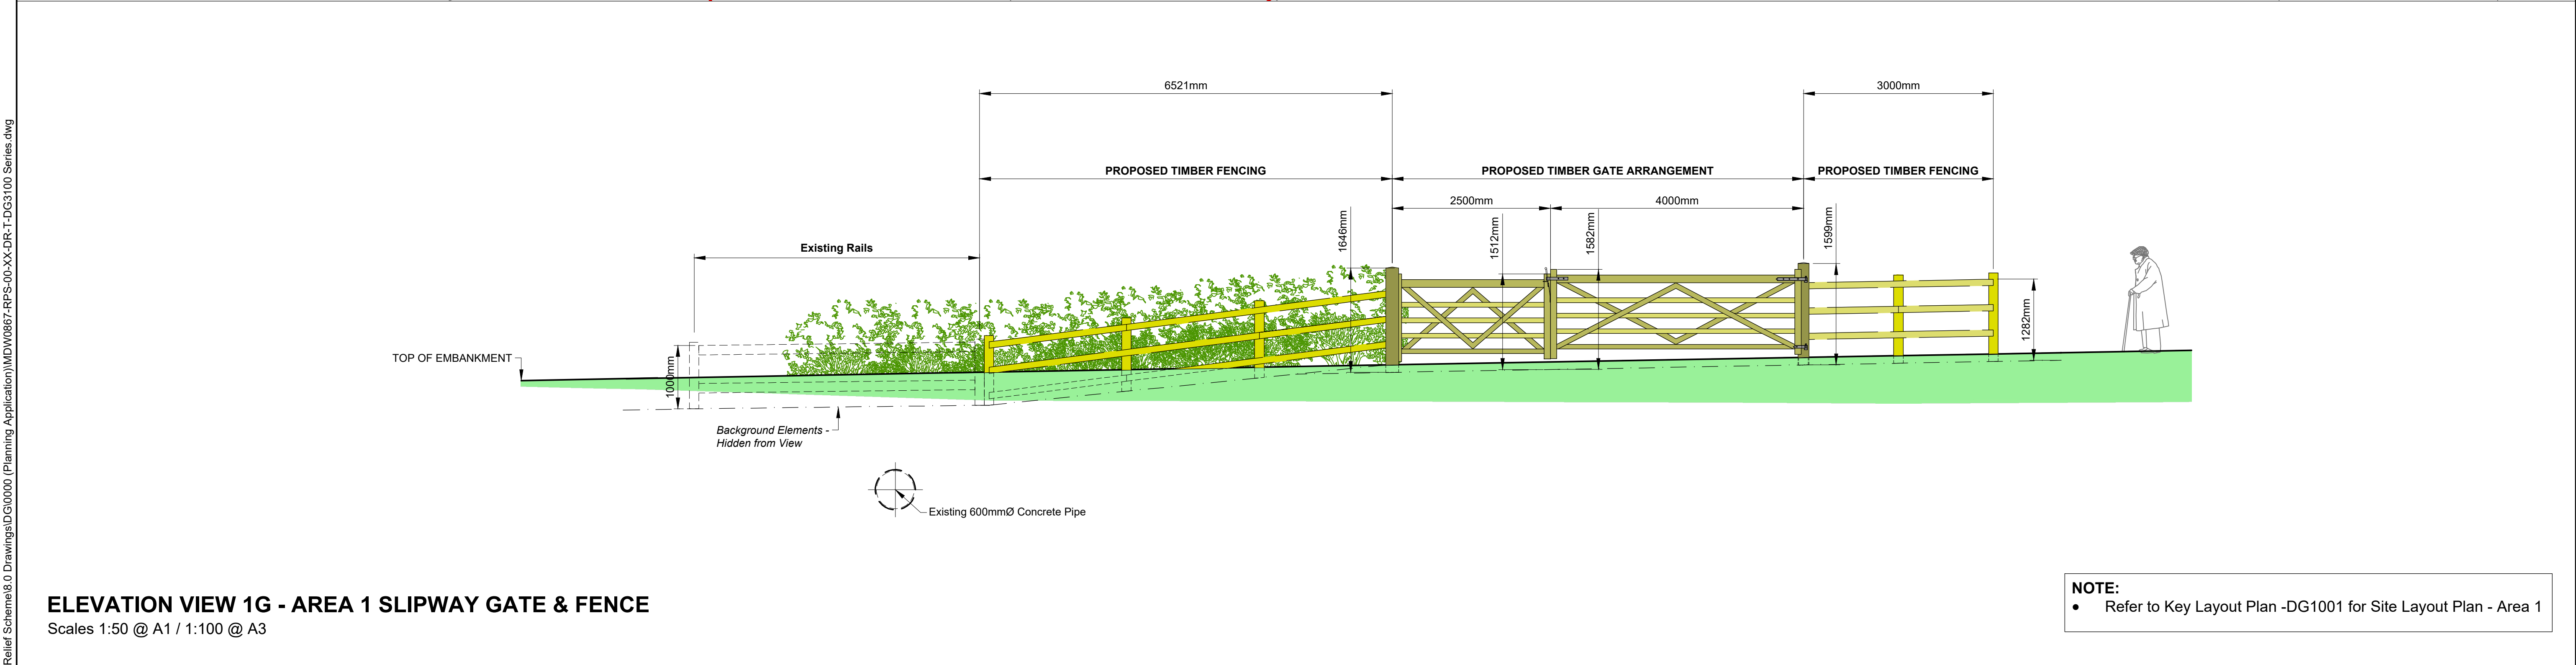 Relief Scheme\8.0 Drawings\DG\0000 (Planning Application)\MDW0867-RPS-00-XX-DR-T-DG3100 Series.dwg
6521mm
3000mm
PROPOSED TIMBER FENCING
PROPOSED TIMBER GATE ARRANGEMENT
PROPOSED TIMBER FENCING
2500mm
4000mm
1646mm
1512mm
1582mm
1599mm
Existing Rails
1282mm
TOP OF EMBANKMENT
1000mm
Background Elements -
Hidden from View
Existing 600mmØ Concrete Pipe
ELEVATION VIEW 1G - AREA 1 SLIPWAY GATE & FENCE
Scales 1:50 @ A1 / 1:100 @ A3
NOTE:
● Refer to Key Layout Plan -DG1001 for Site Layout Plan - Area 1